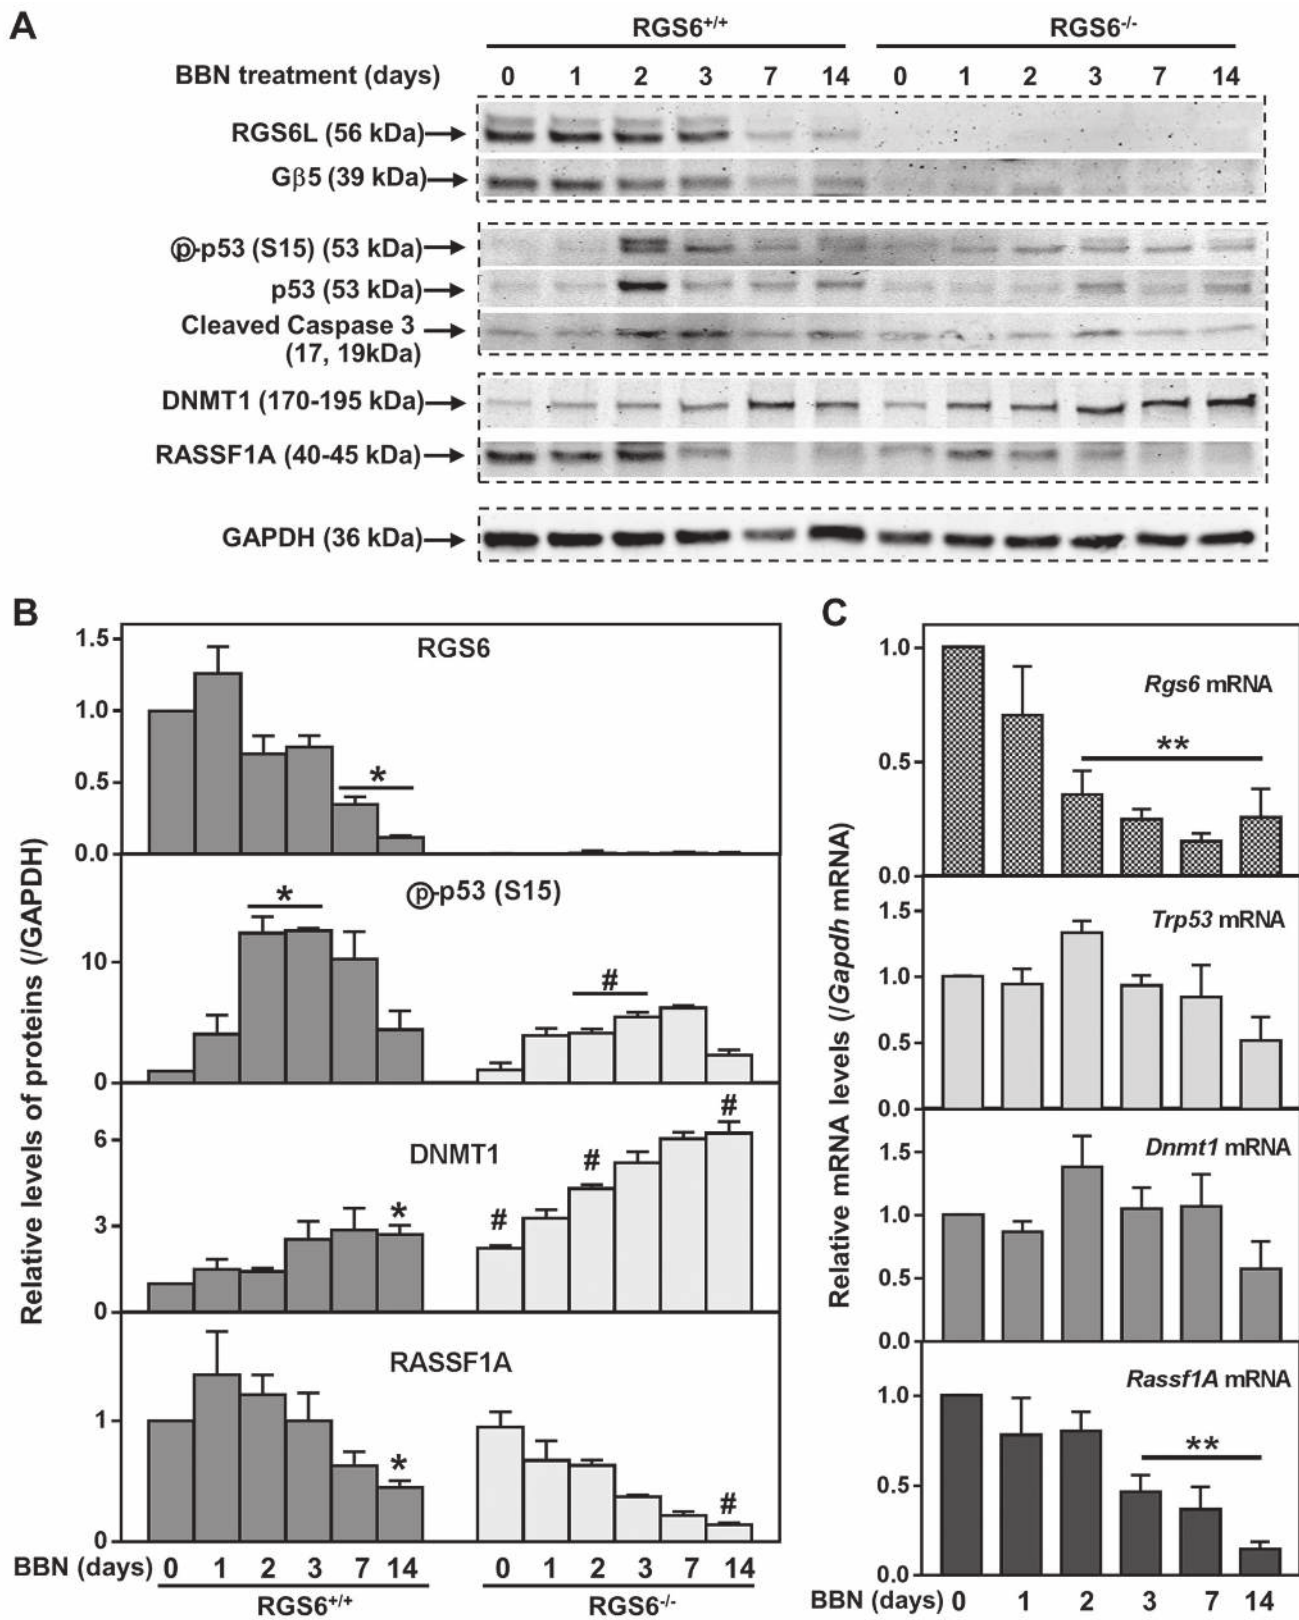 A
RGS6+/+ RGS6-/-
BBN treatment (days) 0 1 2 3 7 14 0 1 2 3 7 14
RGS6L (56 kDa)
Gβ5 (39 kDa)
ⓟ-p53 (S15) (53 kDa)
p53 (53 kDa)
Cleaved Caspase 3
(17, 19kDa)
DNMT1 (170-195 kDa)
RASSF1A (40-45 kDa)
GAPDH (36 kDa)
B
Relative levels of proteins (/GAPDH)
RGS6
1.5
1.0
0.5
0.0
*
ⓟ-p53 (S15)
10
0
*
#
DNMT1
6
3
0
*
# # #
RASSF1A
1
0
*
#
BBN (days) 0 1 2 3 7 14 0 1 2 3 7 14
RGS6+/+ RGS6-/-
C
Relative mRNA levels (/Gapdh mRNA)
Rgs6 mRNA
1.0
0.5
0.0
**
Trp53 mRNA
1.5
1.0
0.5
0.0
Dnmt1 mRNA
1.5
1.0
0.5
0.0
Rassf1A mRNA
1.0
0.5
0.0
**
BBN (days) 0 1 2 3 7 14